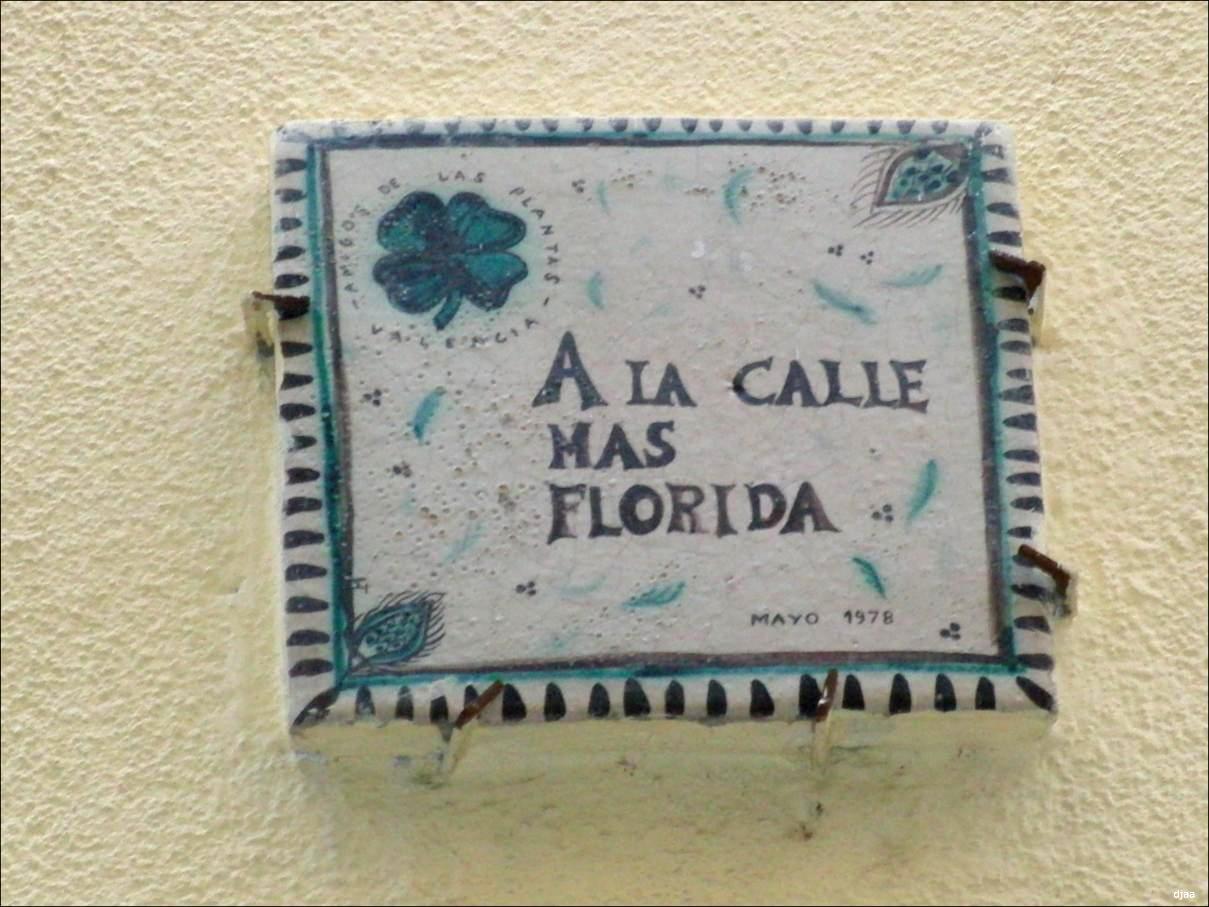 -AMIGOS DE LAS PLANTAS-
VALENCIA
A LA CALLE
MAS
FLORIDA
MAYO 1978
djaa